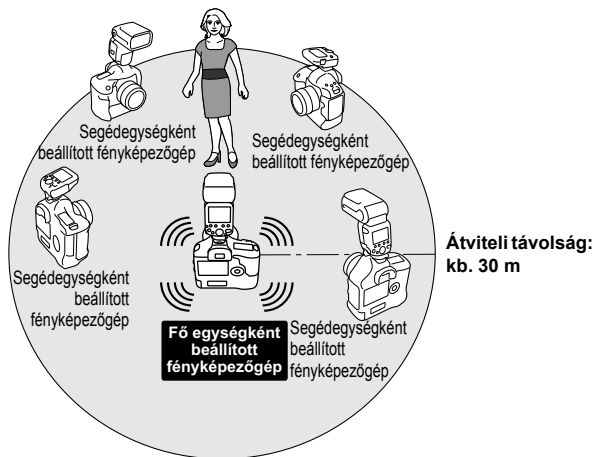 Segédegységként
beállított fényképezőgép
Segédegységként
beállított fényképezőgép
Átviteli távolság:
kb. 30 m
Segédegységként
beállított
fényképezőgép
Fő egységként
beállított
fényképezőgép
Segédegységként
beállított
fényképezőgép